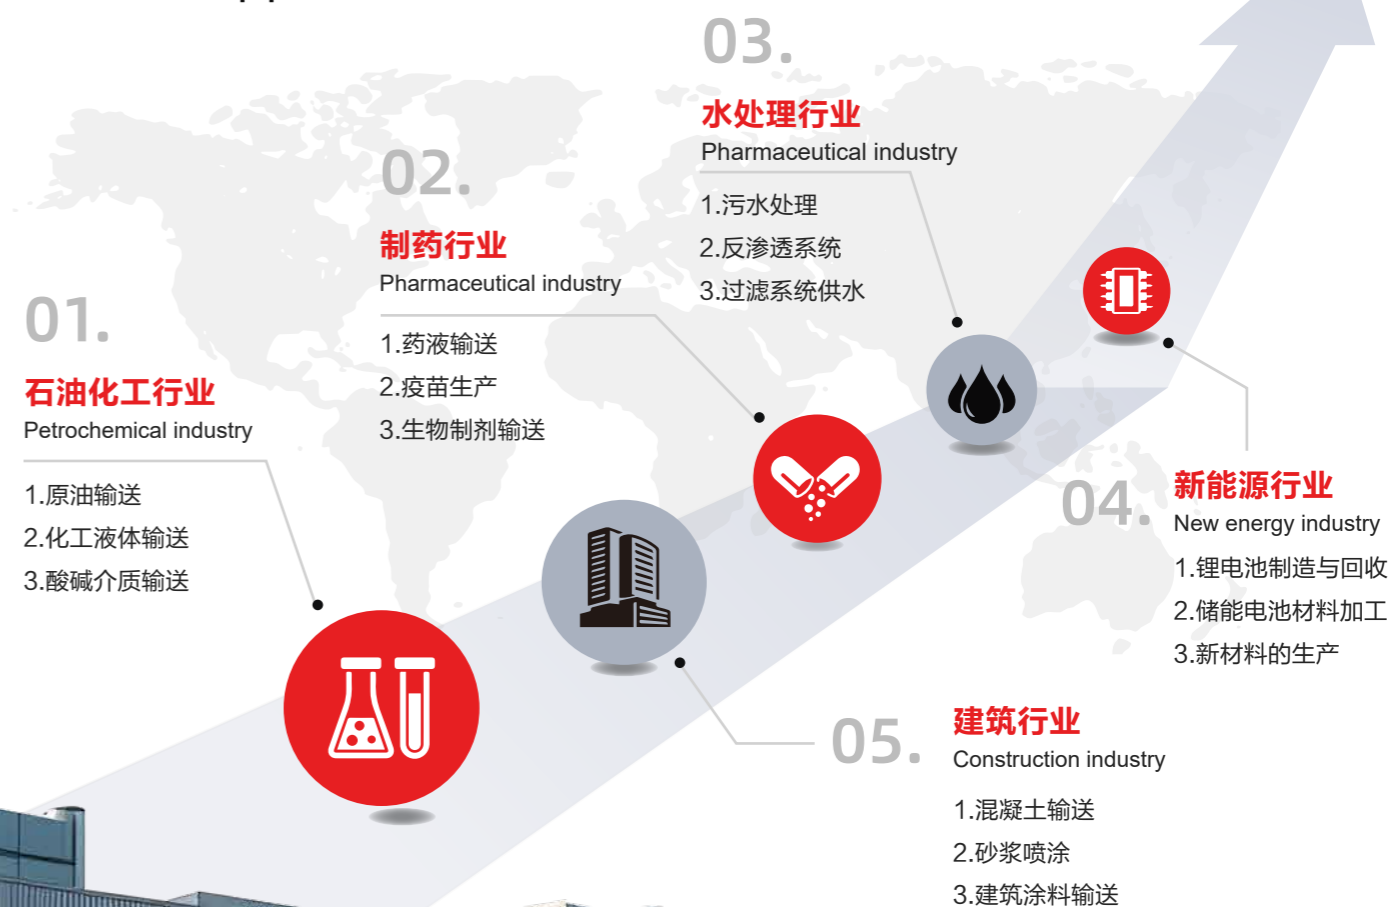 01.
石油化工行业
Petrochemical industry
1.原油输送
2.化工液体输送
3.酸碱介质输送
02.
制药行业
Pharmaceutical industry
1.药液输送
2.疫苗生产
3.生物制剂输送
03.
水处理行业
Pharmaceutical industry
1.污水处理
2.反渗透系统
3.过滤系统供水
04.
新能源行业
New energy industry
1.锂电池制造与回收
2.储能电池材料加工
3.新材料的生产
05.
建筑行业
Construction industry
1.混凝土输送
2.砂浆喷涂
3.建筑涂料输送